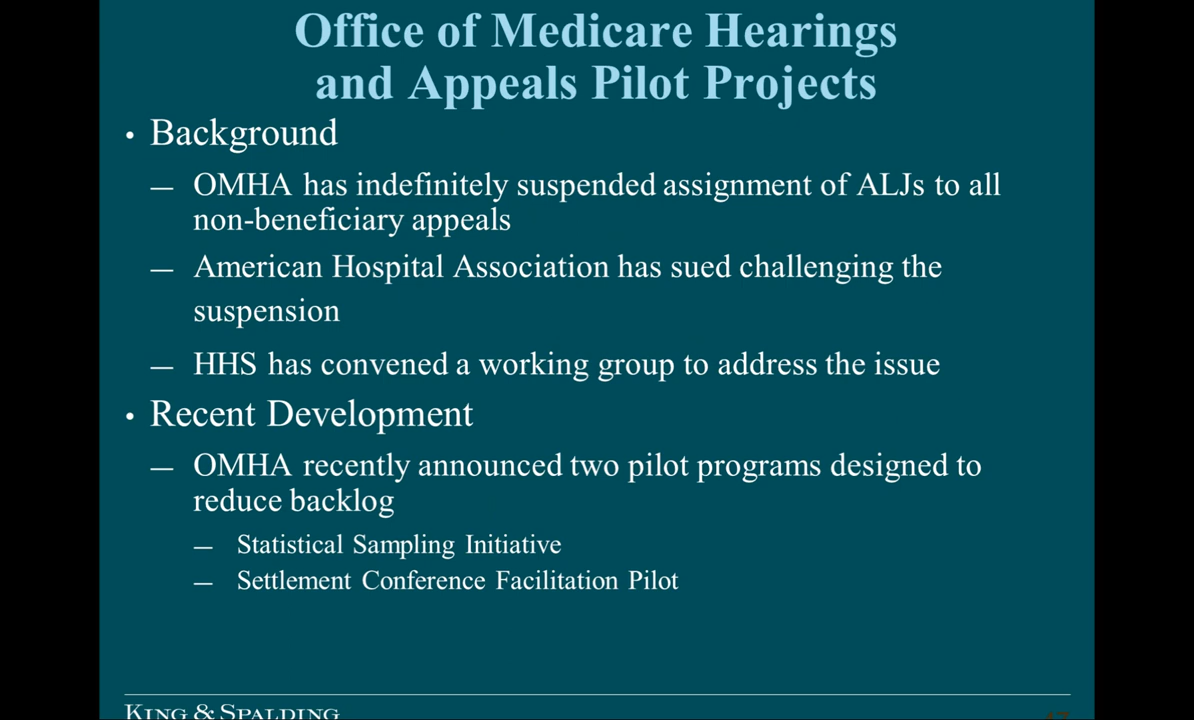 Office of Medicare Hearings
and Appeals Pilot Projects
• Background
— OMHA has indefinitely suspended assignment of ALJs to all
non-beneficiary appeals
— American Hospital Association has sued challenging the
suspension
— HHS has convened a working group to address the issue
• Recent Development
— OMHA recently announced two pilot programs designed to
reduce backlog
— Statistical Sampling Initiative
— Settlement Conference Facilitation Pilot
KING & SPALDING